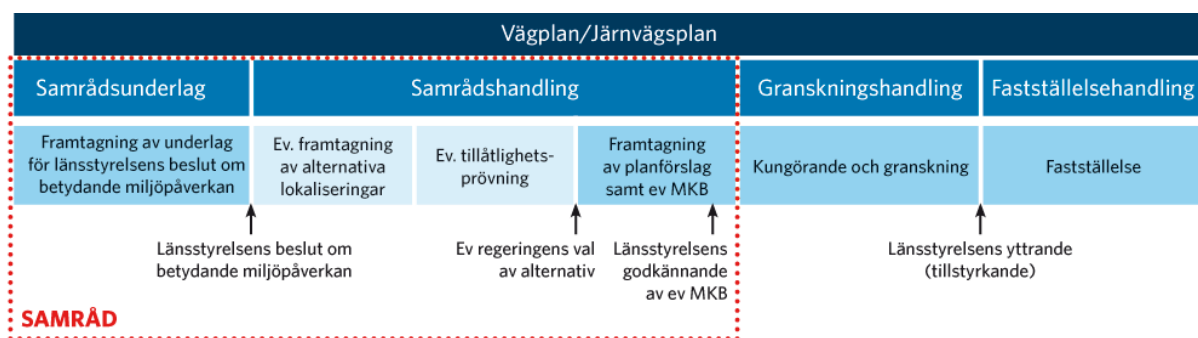 Vägplan/Järnvägsplan
Samrådsunderlag
Samrådshandling
Granskningshandling
Fastställelsehandling
Framtagning av underlag
för länsstyrelsens beslut om
betydande miljöpåverkan
Ev. framtagning
av alternativa
lokaliseringar
Ev. tillåtlighets-
prövning
Framtagning
av planförslag
samt ev MKB
Kungörande och granskning
Fastställelse
Länsstyrelsens beslut om
betydande miljöpåverkan
Ev regeringens val
av alternativ
Länsstyrelsens
godkännande
av ev MKB
Länsstyrelsens yttrande
(tillstyrkande)
SAMRÅD